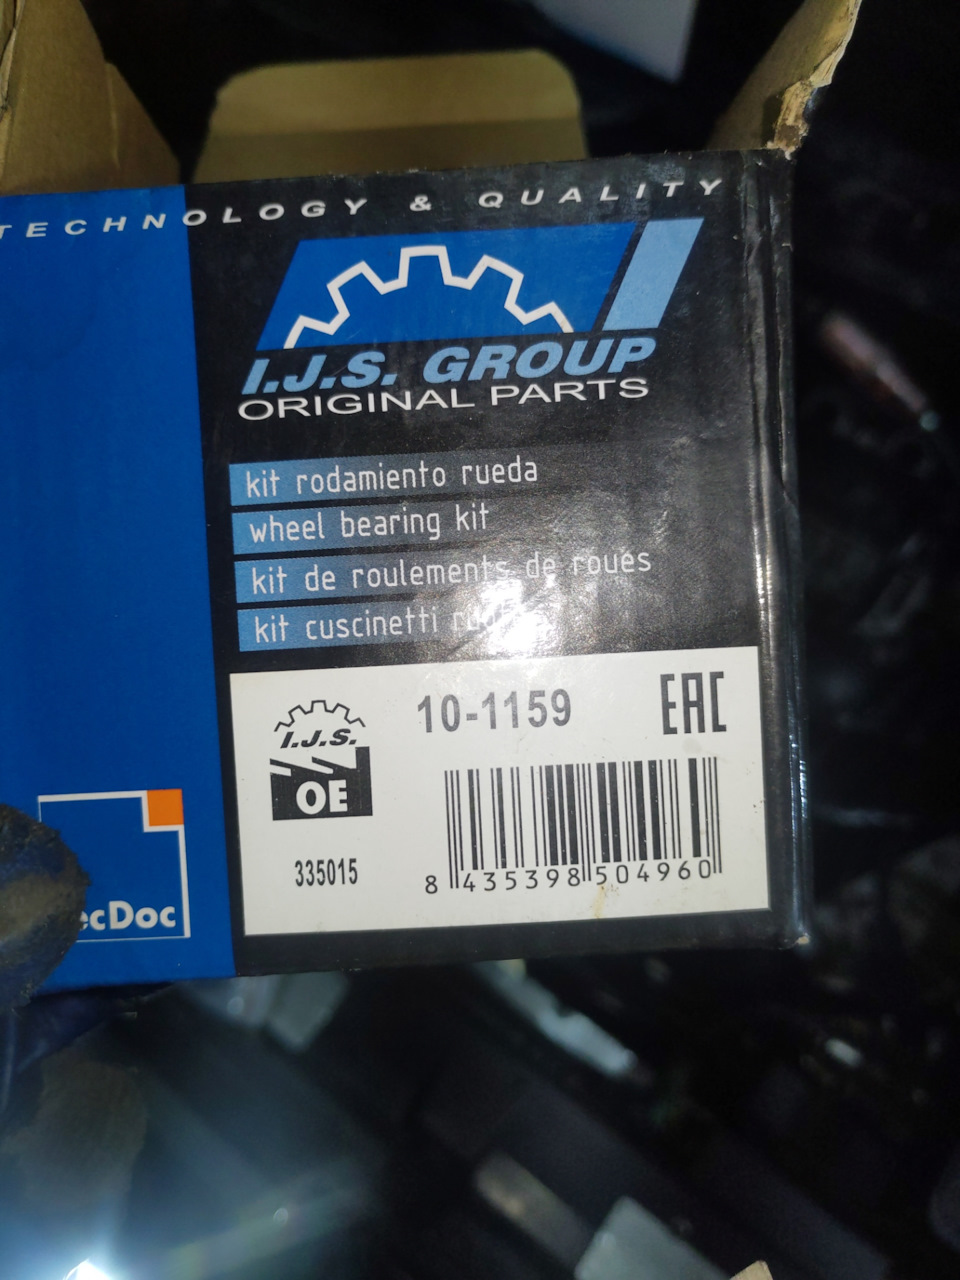 TECHNOLOGY & QUALITY
I.J.S. GROUP
ORIGINAL PARTS
kit rodamiento rueda
wheel bearing kit
kit de roulements de roues
kit cuscinetti
I.J.S.
OE
10-1159
EAC
335015
8 435398 504960
ecDoc